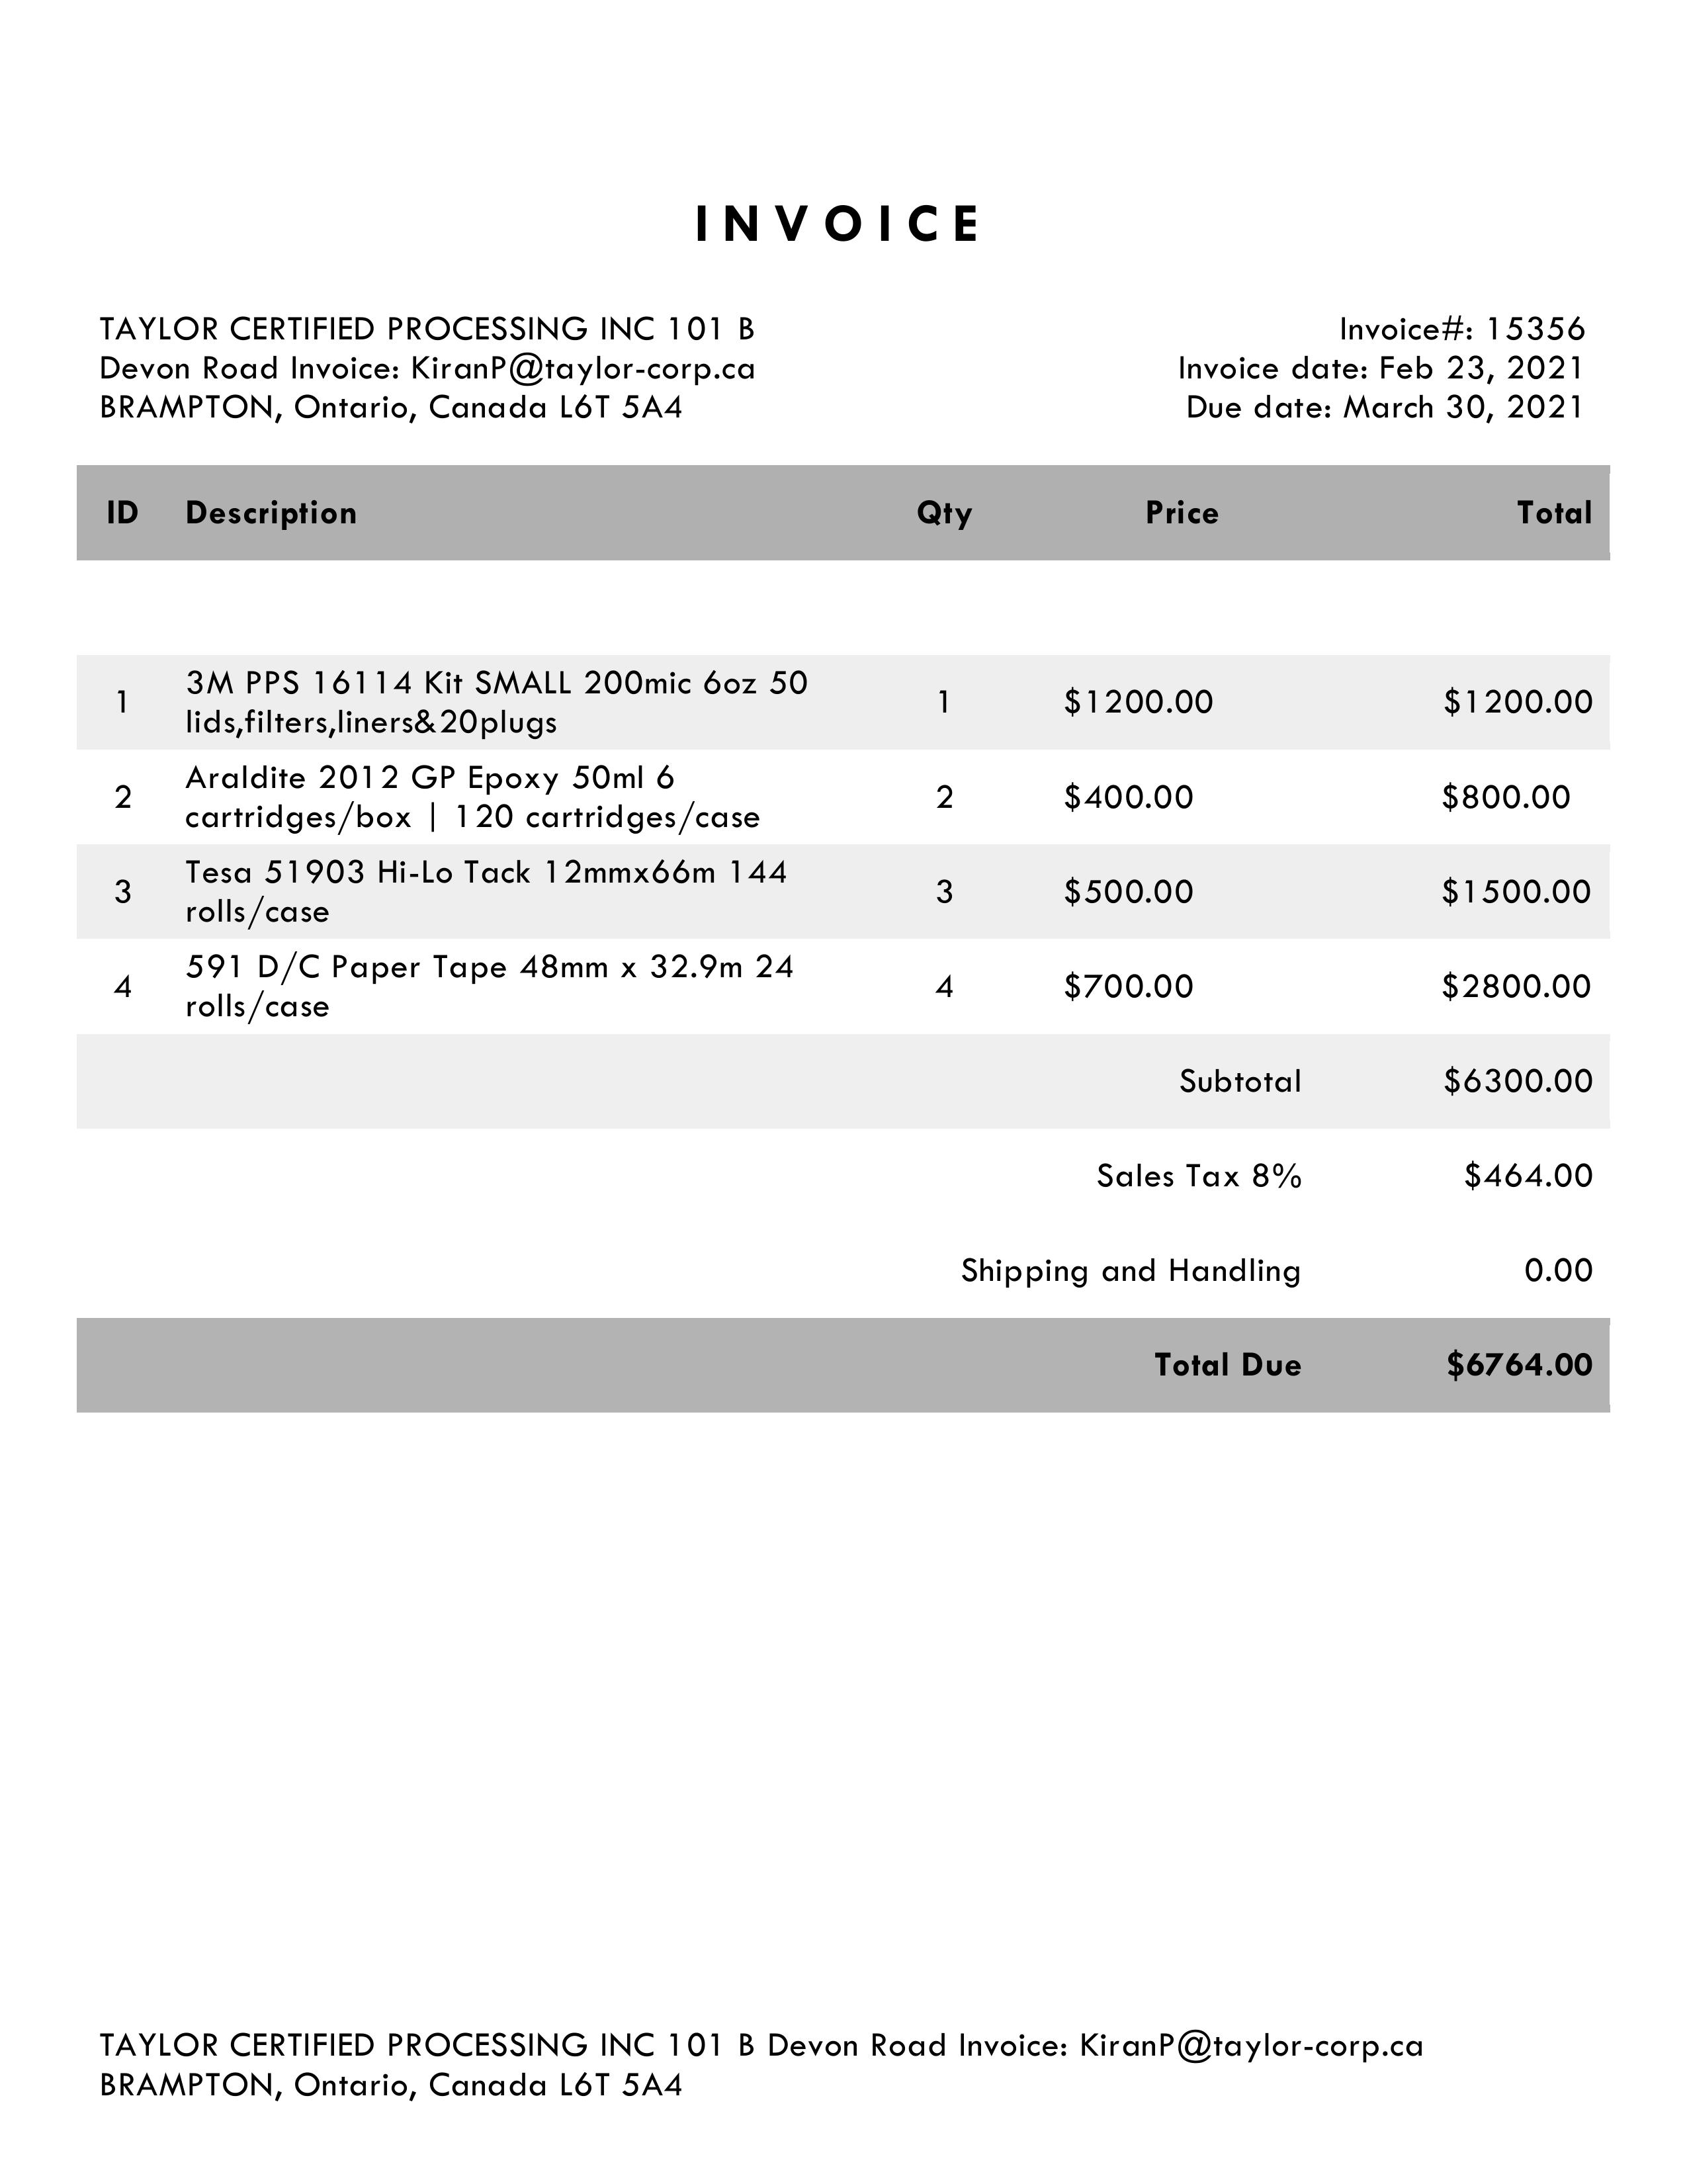 INVOICE
TAYLOR CERTIFIED PROCESSING INC 101 B
Devon Road Invoice: KiranP@taylor-corp.ca
BRAMPTON, Ontario, Canada L6T 5A4
Invoice#: 15356
Invoice date: Feb 23, 2021
Due date: March 30, 2021
ID Description Qty Price Total
1 3M PPS 16114 Kit SMALL 200mic 6oz 50
lids,filters,liners&20plugs 1 $1200.00 $1200.00
2 Araldite 2012 GP Epoxy 50ml 6
cartridges/box | 120 cartridges/case 2 $400.00 $800.00
3 Tesa 51903 Hi-Lo Tack 12mmx66m 144
rolls/case 3 $500.00 $1500.00
4 591 D/C Paper Tape 48mm x 32.9m 24
rolls/case 4 $700.00 $2800.00
Subtotal $6300.00
Sales Tax 8% $464.00
Shipping and Handling 0.00
Total Due $6764.00
TAYLOR CERTIFIED PROCESSING INC 101 B Devon Road Invoice: KiranP@taylor-corp.ca
BRAMPTON, Ontario, Canada L6T 5A4